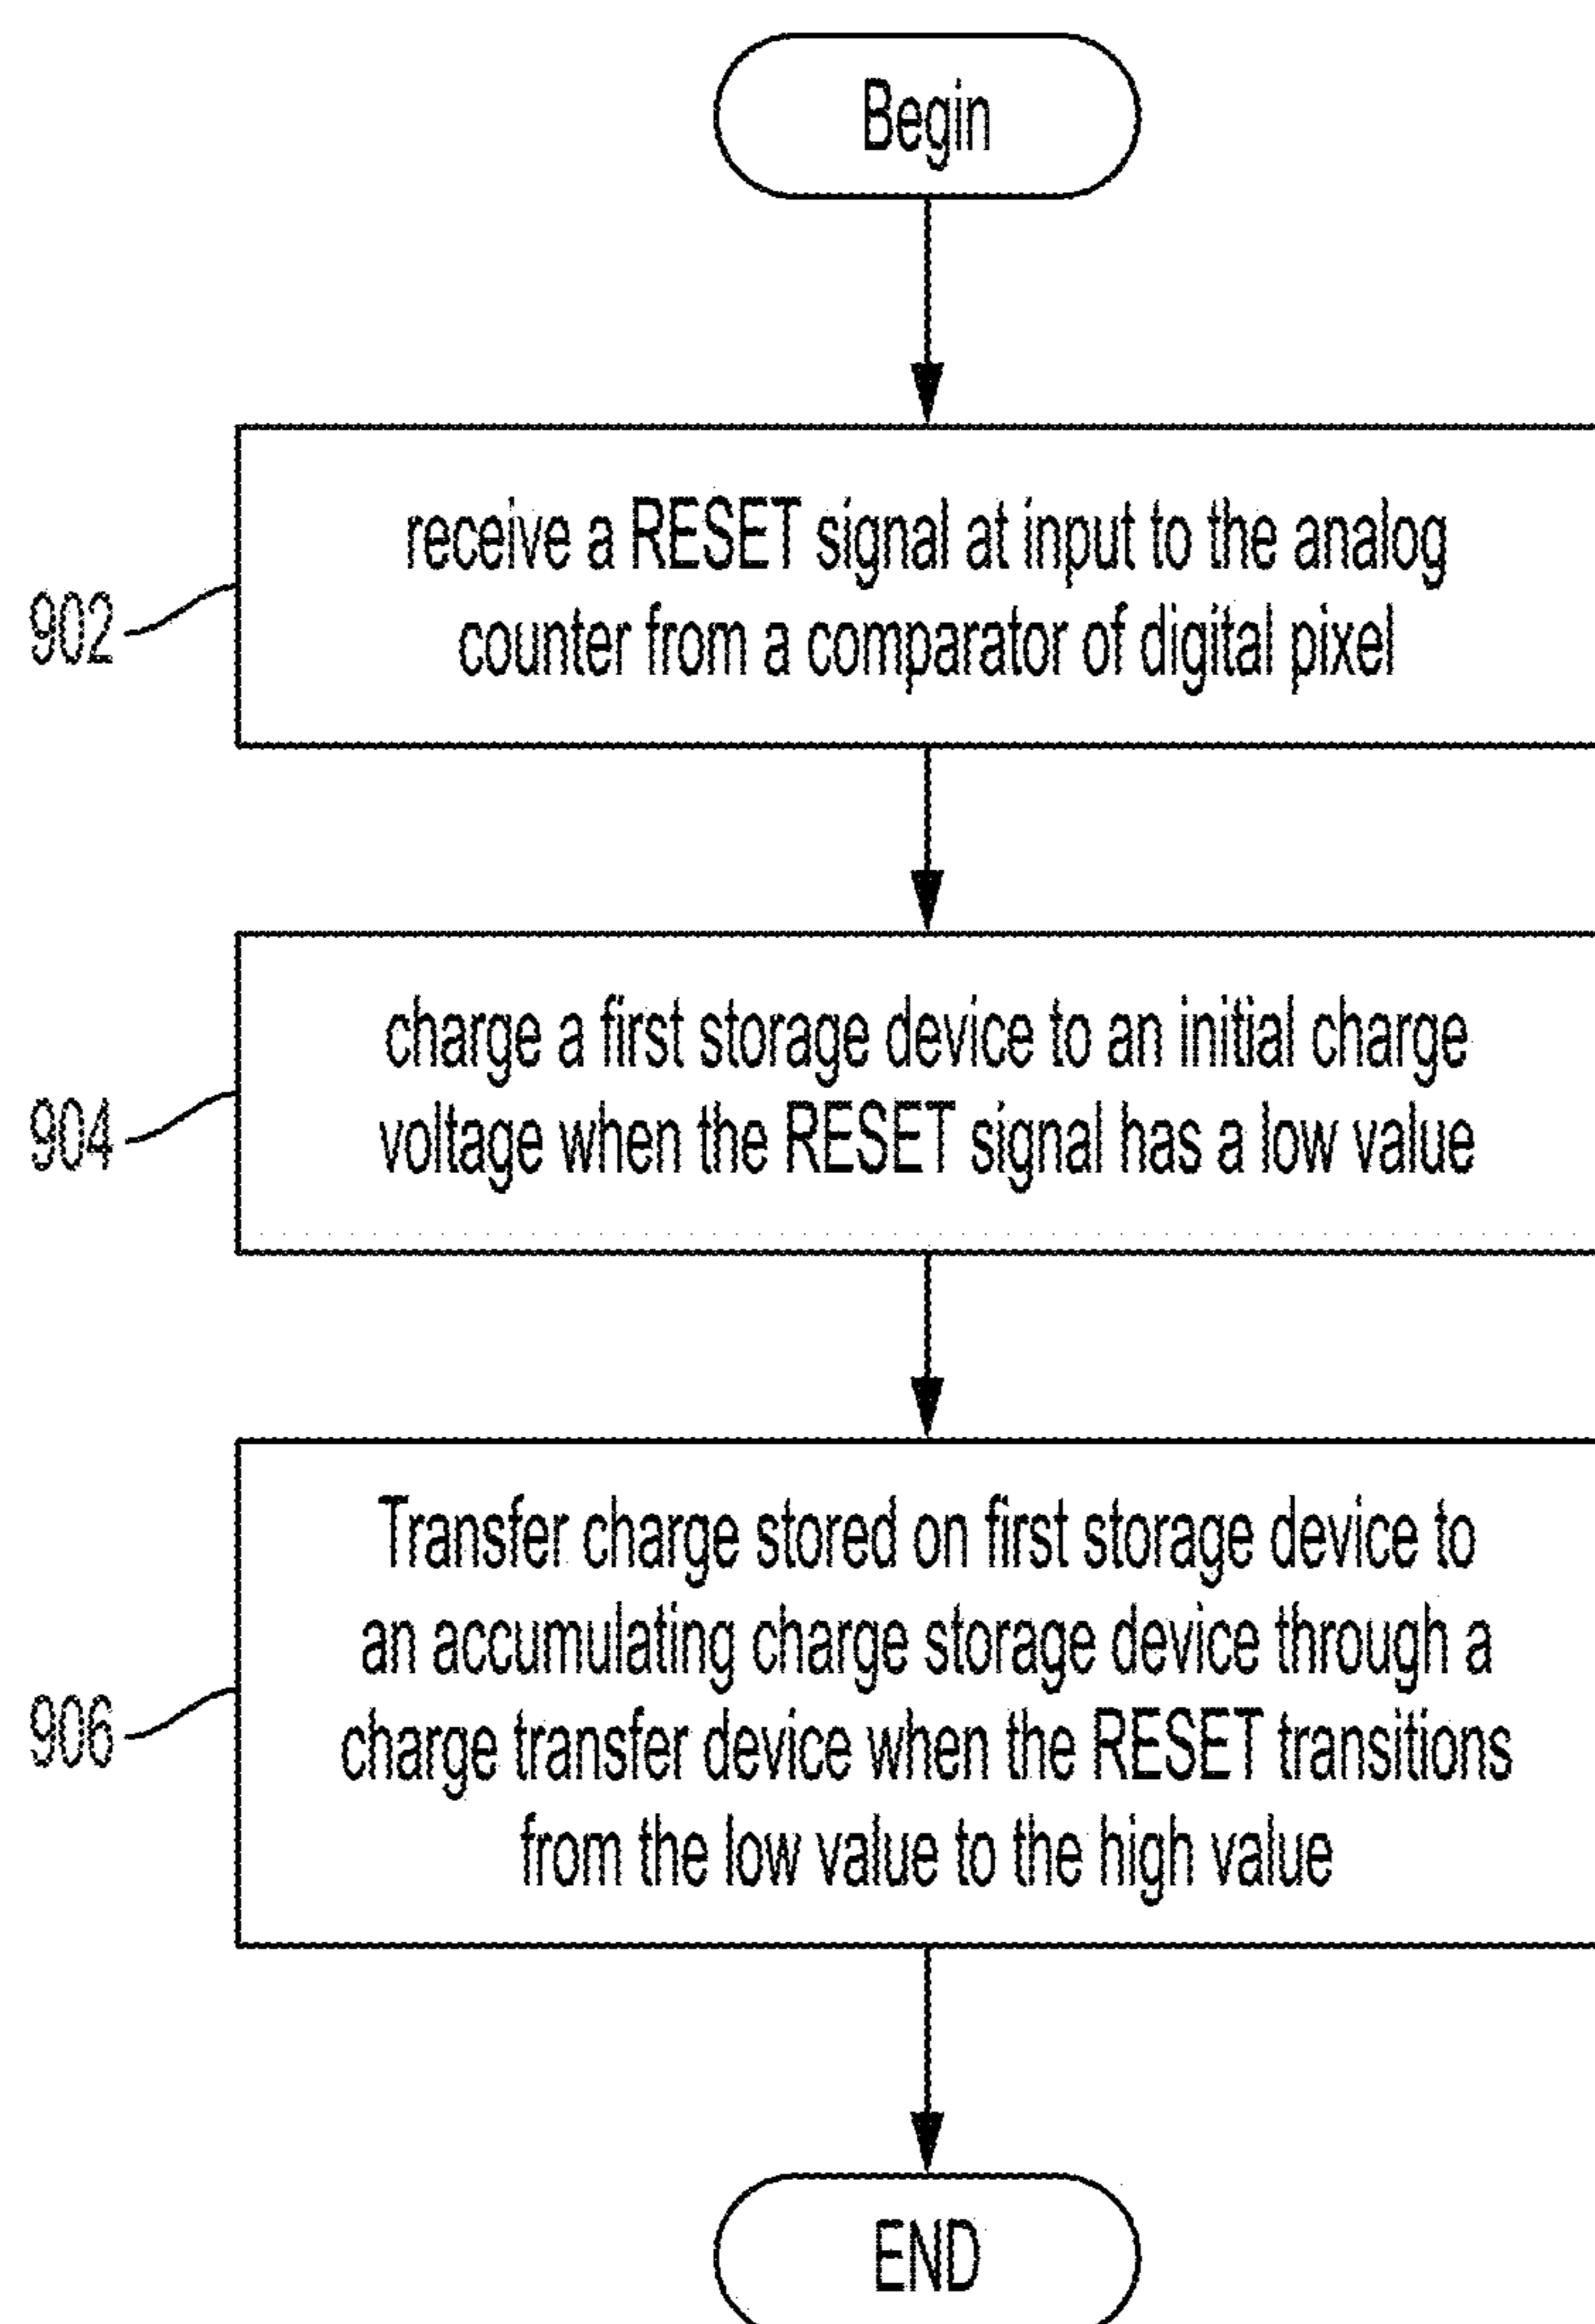 Begin
receive a RESET signal at input to the analog
counter from a comparator of digital pixel
902
charge a first storage device to an initial charge
voltage when the RESET signal has a low value
904
Transfer charge stored on first storage device to
an accumulating charge storage device through a
charge transfer device when the RESET transitions
from the low value to the high value
906
END